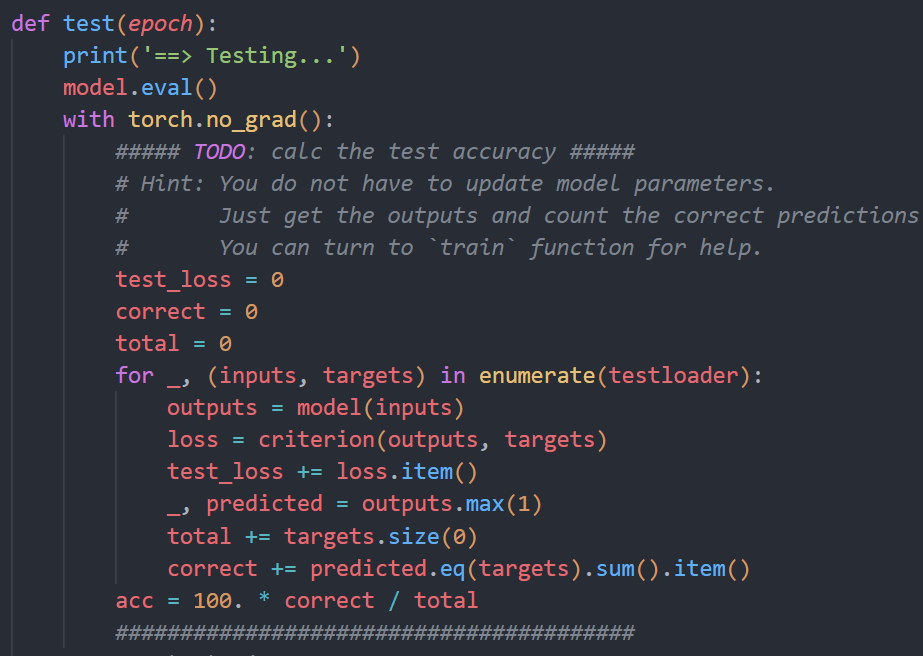 def test(epoch):
    print('==> Testing...')
    model.eval()
    with torch.no_grad():
        ##### TODO: calc the test accuracy #####
        # Hint: You do not have to update model parameters.
        #       Just get the outputs and count the correct predictions
        #       You can turn to `train` function for help.
        test_loss = 0
        correct = 0
        total = 0
        for _, (inputs, targets) in enumerate(testloader):
            outputs = model(inputs)
            loss = criterion(outputs, targets)
            test_loss += loss.item()
            _, predicted = outputs.max(1)
            total += targets.size(0)
            correct += predicted.eq(targets).sum().item()
        acc = 100. * correct / total
        ########################################